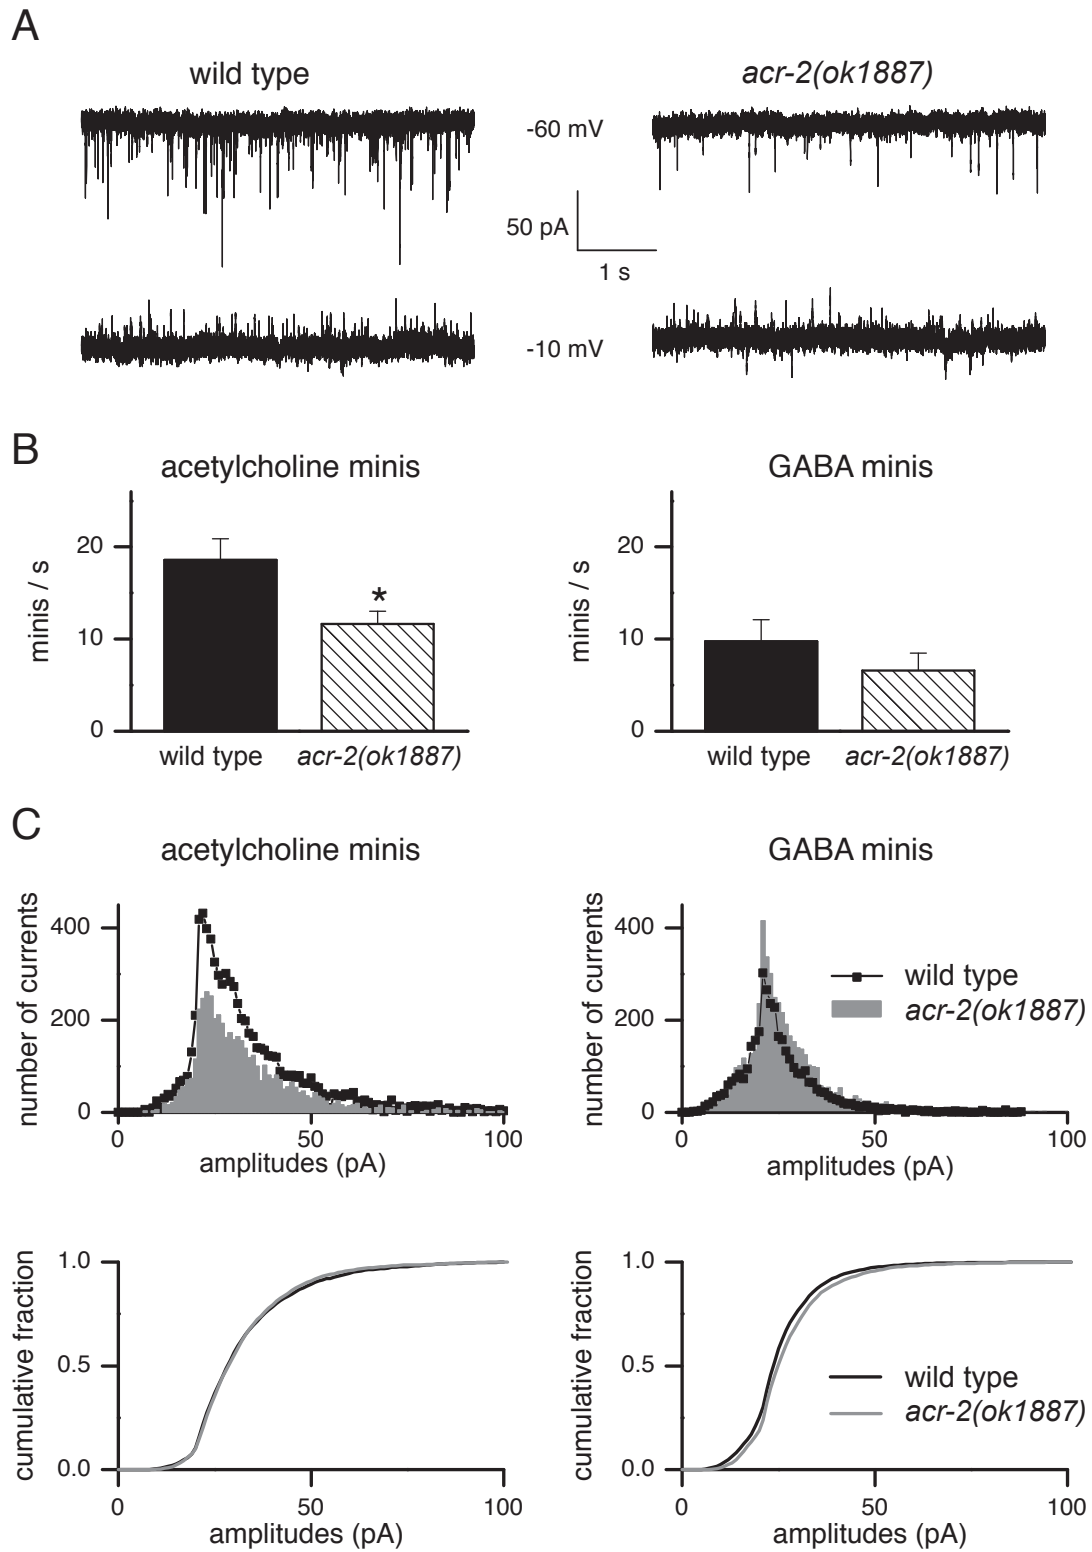 A
wild type
acr-2(ok1887)
-60 mV
50 pA
1 s
-10 mV
B
acetylcholine minis
GABA minis
minis / s
20
10
0
wild type
acr-2(ok1887)
*
minis / s
20
10
0
wild type
acr-2(ok1887)
C
acetylcholine minis
GABA minis
number of currents
400
200
0
0
50
100
amplitudes (pA)
number of currents
400
200
0
wild type
acr-2(ok1887)
0
50
100
amplitudes (pA)
cumulative fraction
1.0
0.5
0.0
0
50
100
amplitudes (pA)
cumulative fraction
1.0
0.5
0.0
wild type
acr-2(ok1887)
0
50
100
amplitudes (pA)